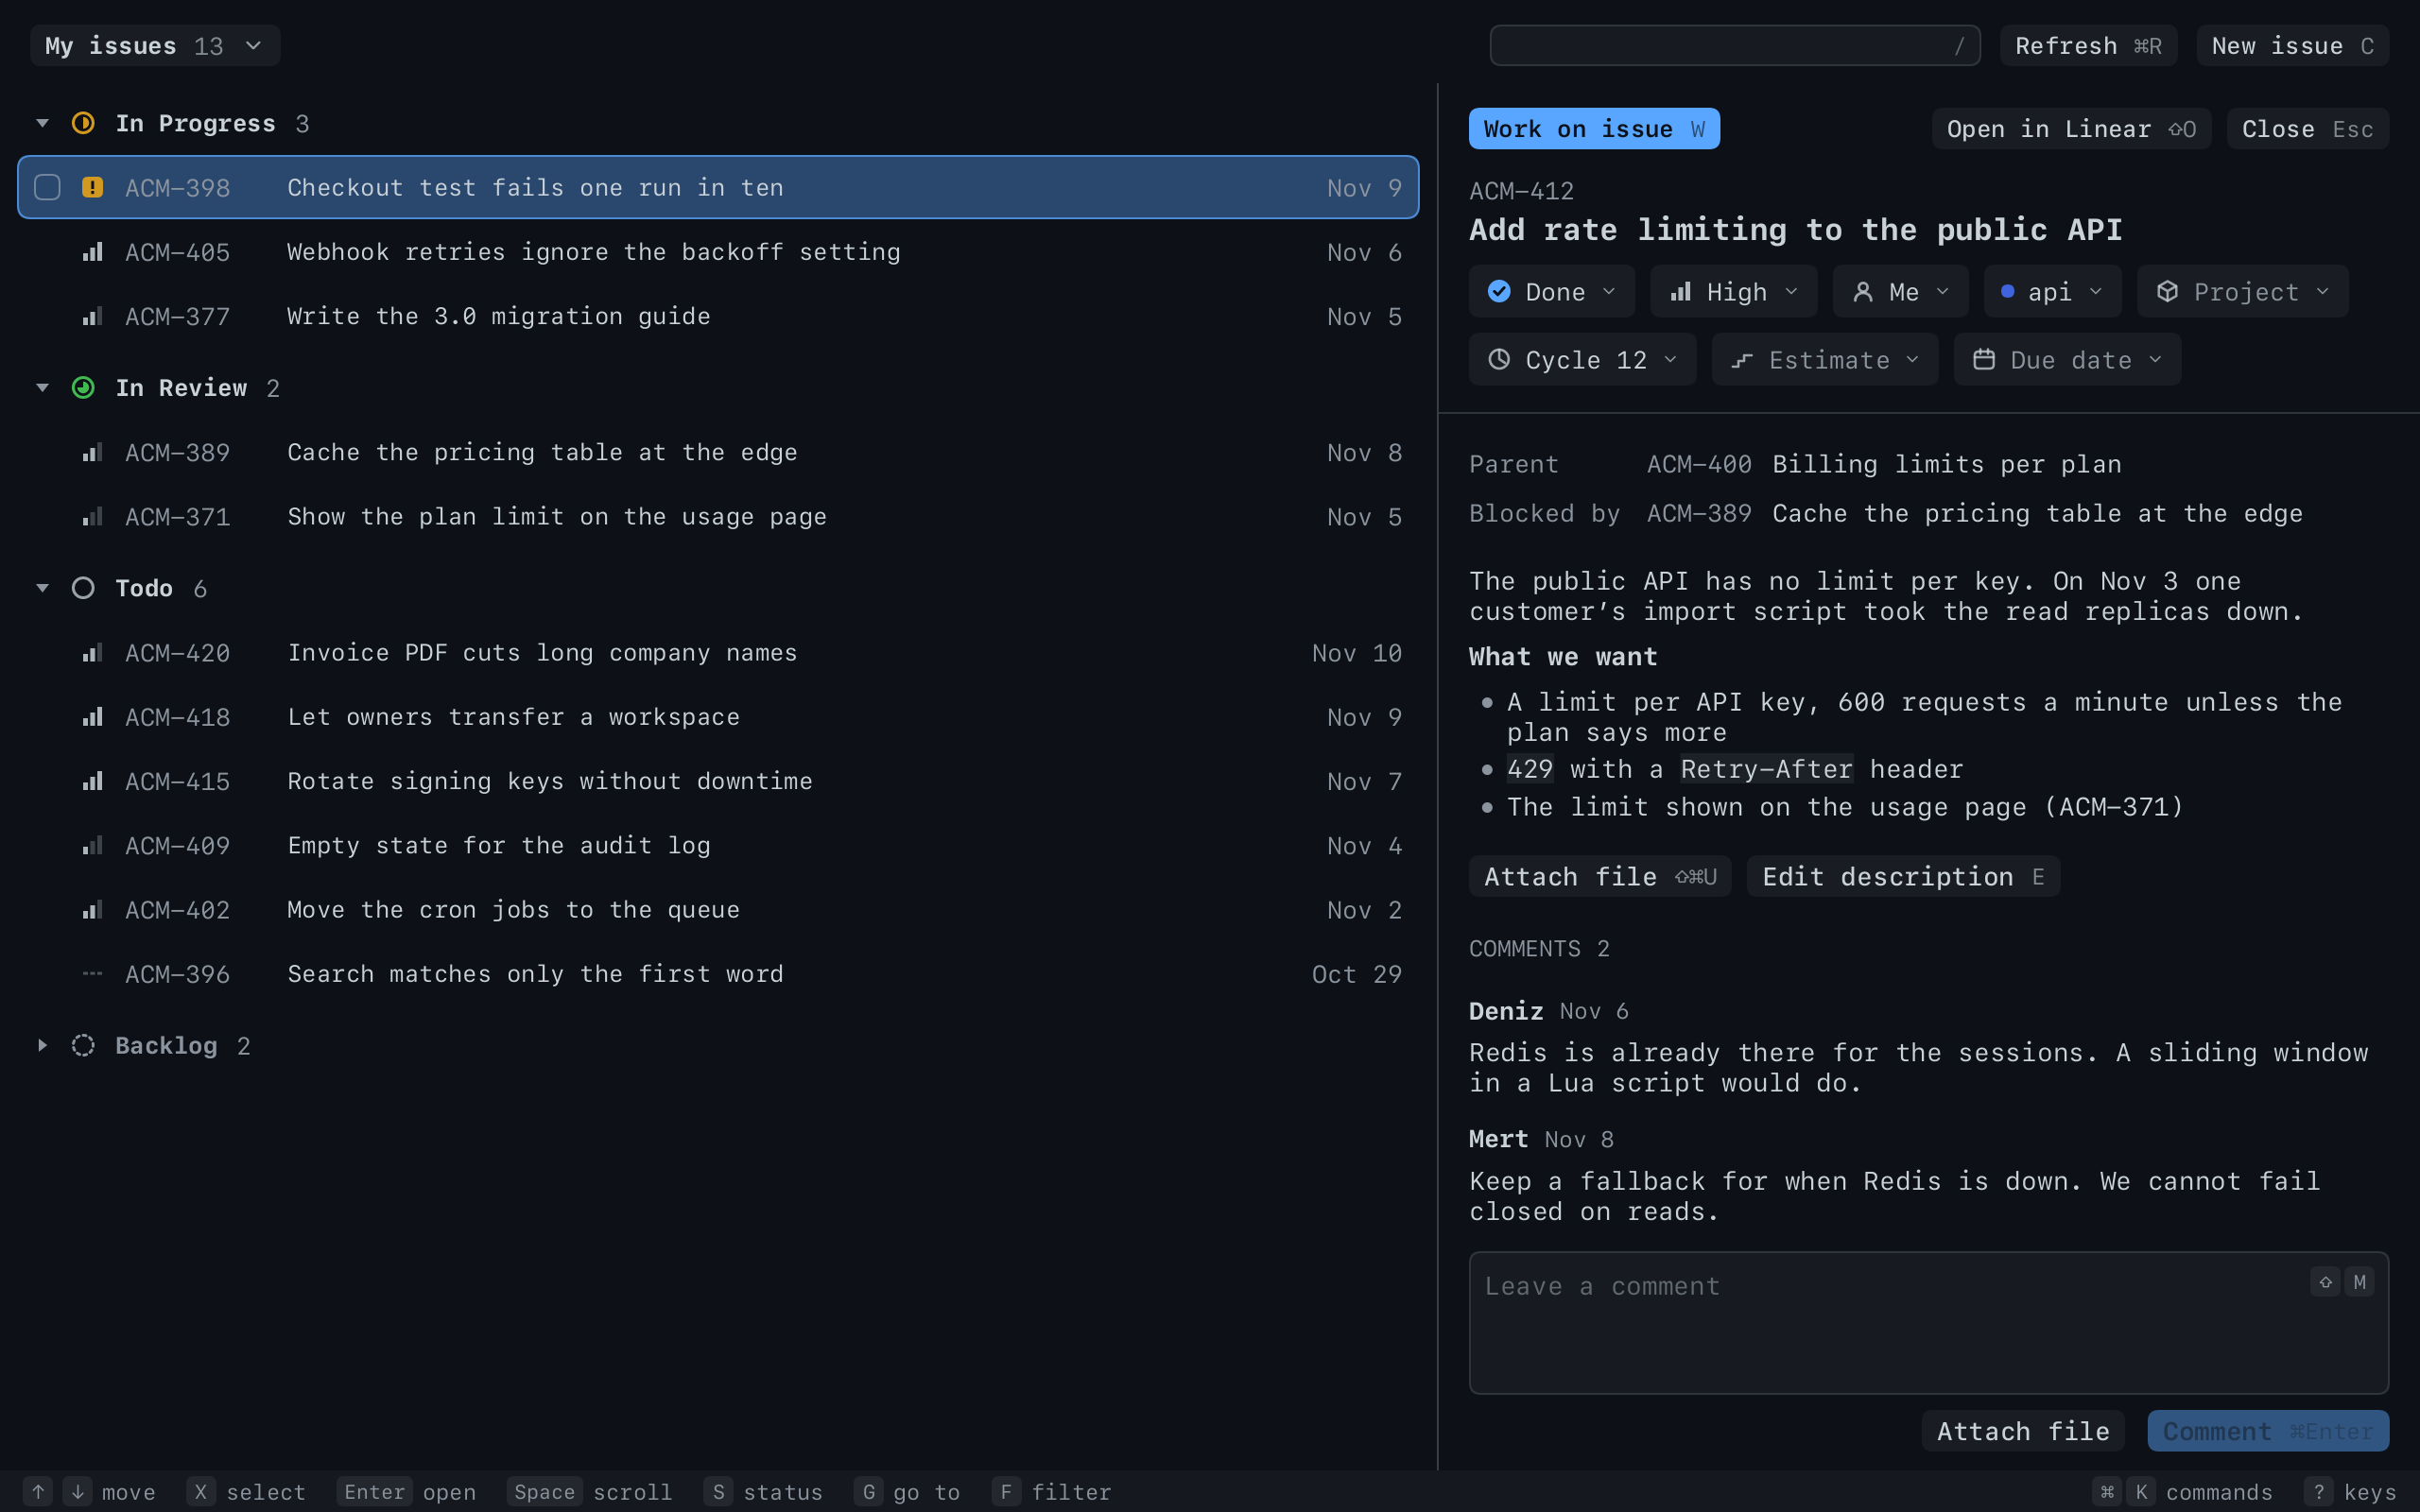 My issues 13
/
Refresh ⌘R
New issue C
In Progress 3
ACM-398 Checkout test fails one run in ten Nov 9
ACM-405 Webhook retries ignore the backoff setting Nov 6
ACM-377 Write the 3.0 migration guide Nov 5
In Review 2
ACM-389 Cache the pricing table at the edge Nov 8
ACM-371 Show the plan limit on the usage page Nov 5
Todo 6
ACM-420 Invoice PDF cuts long company names Nov 10
ACM-418 Let owners transfer a workspace Nov 9
ACM-415 Rotate signing keys without downtime Nov 7
ACM-409 Empty state for the audit log Nov 4
ACM-402 Move the cron jobs to the queue Nov 2
ACM-396 Search matches only the first word Oct 29
Backlog 2
Work on issue W
Open in Linear ⇧O
Close Esc
ACM-412
Add rate limiting to the public API
Done High Me api Project
Cycle 12 Estimate Due date
Parent ACM-400 Billing limits per plan
Blocked by ACM-389 Cache the pricing table at the edge
The public API has no limit per key. On Nov 3 one
customer’s import script took the read replicas down.
What we want
• A limit per API key, 600 requests a minute unless the
plan says more
• 429 with a Retry-After header
• The limit shown on the usage page (ACM-371)
Attach file ⇧⌘U
Edit description E
COMMENTS 2
Deniz Nov 6
Redis is already there for the sessions. A sliding window
in a Lua script would do.
Mert Nov 8
Keep a fallback for when Redis is down. We cannot fail
closed on reads.
Leave a comment ⇧ M
Attach file
Comment ⌘Enter
↑ ↓ move X select Enter open Space scroll S status G go to F filter ⌘ K commands ? keys